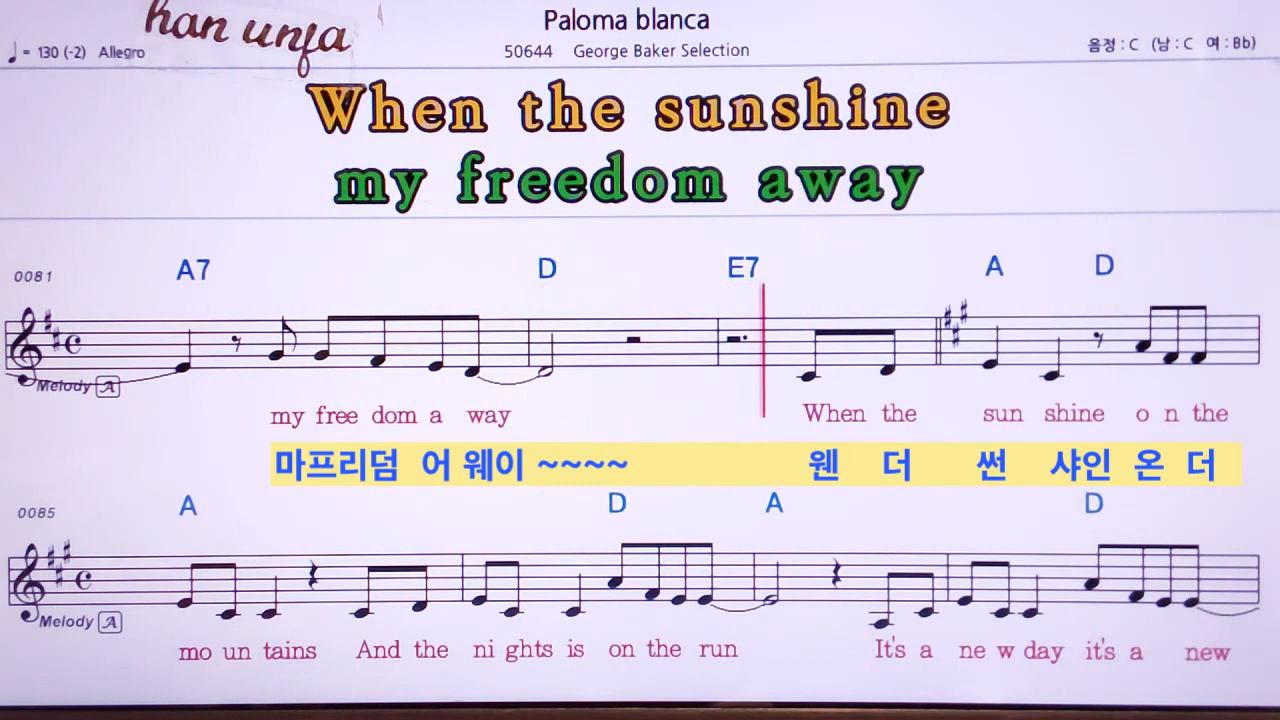 han unfa
Paloma blanca
♩= 130 (-2) Allegro
50644 George Baker Selection
음정 : C (남 : C 여 : Bb)
When the sunshine
my freedom away
0081 A7 D E7 A D
Melody A
my free dom a way When the sun shine o n the
마프리덤 어 웨이 ~~~~ 웬 더 썬 샤인 온 더
0085 A D A D
Melody A
mo un tains And the ni ghts is on the run It's a ne w day it's a new